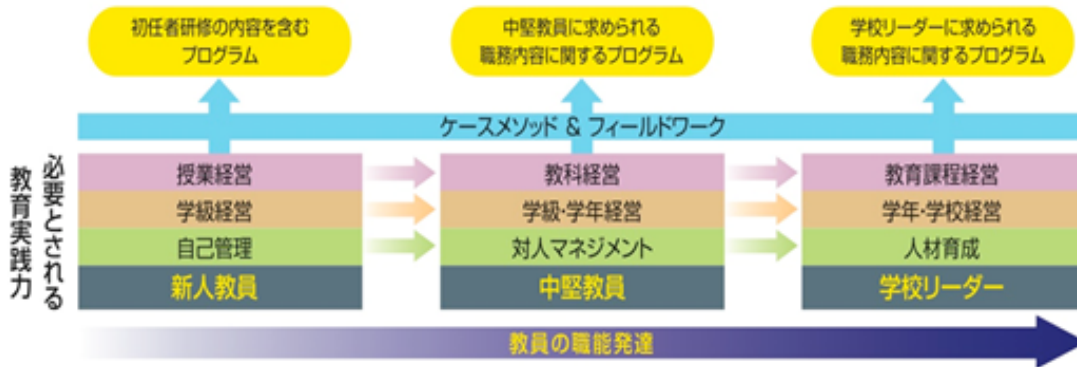 初任者研修の内容を含む
プログラム
中堅教員に求められる
職務内容に関するプログラム
学校リーダーに求められる
職務内容に関するプログラム
ケースメソッド & フィールドワーク
必要とされる
教育実践力
授業経営
教科経営
教育課程経営
学級経営
学級・学年経営
学年・学校経営
自己管理
対人マネジメント
人材育成
新人教員
中堅教員
学校リーダー
教員の職能発達